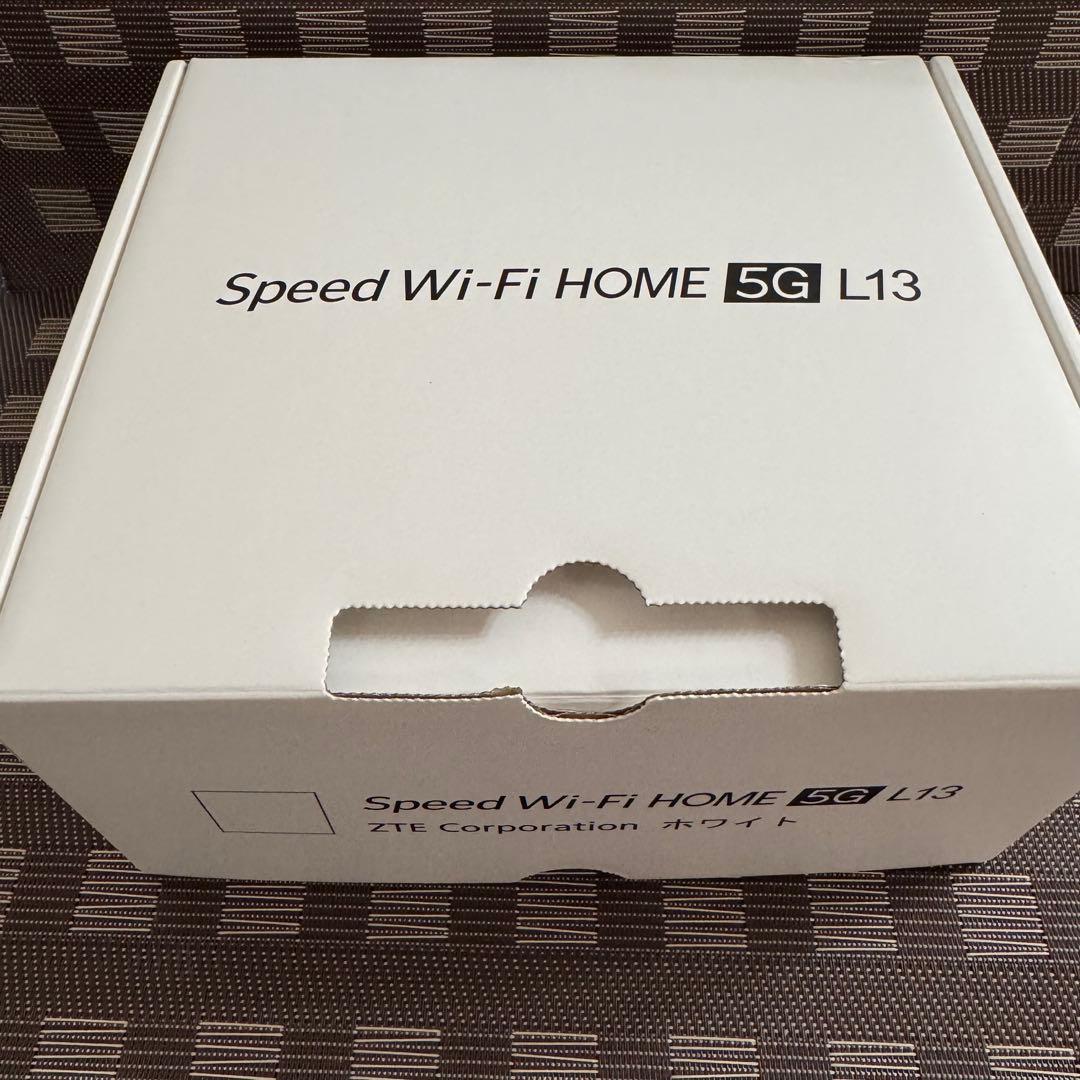 Speed Wi-Fi HOME 5G L13
Speed Wi-Fi HOME 5G L13
ZTE Corporation ホワイト